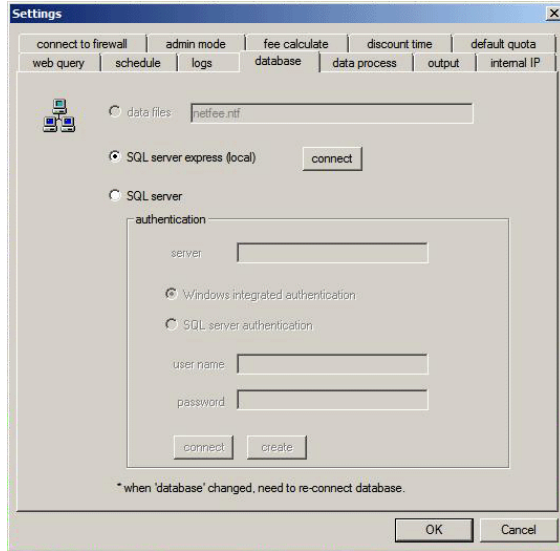 Settings
connect to firewall admin mode fee calculate discount time default quota
web query schedule logs database data process output internal IP
data files netfee.ntf
SQL server express (local) connect
SQL server
authentication
server
Windows integrated authentication
SQL server authentication
user name
password
connect create
* when 'database' changed, need to re-connect database.
OK Cancel